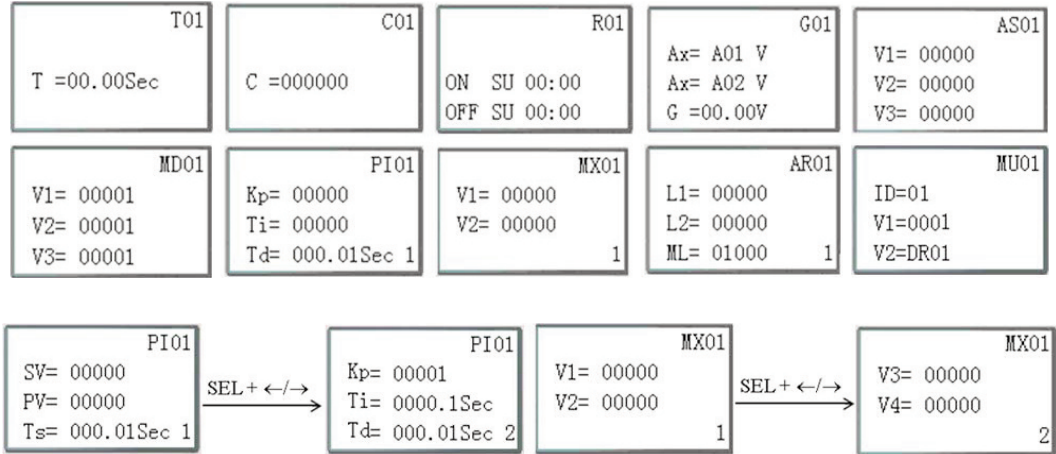 T01
T =00.00Sec
C01
C =000000
R01
ON SU 00:00
OFF SU 00:00
G01
Ax= A01 V
Ax= A02 V
G =00.00V
AS01
V1= 00000
V2= 00000
V3= 00000
MD01
V1= 00001
V2= 00001
V3= 00001
PI01
Kp= 00000
Ti= 00000
Td= 000.01Sec 1
MX01
V1= 00000
V2= 00000
1
AR01
L1= 00000
L2= 00000
ML= 01000 1
MU01
ID=01
V1=0001
V2=DR01
PI01
SV= 00000
PV= 00000
Ts= 000.01Sec 1
SEL + ←/→
PI01
Kp= 00001
Ti= 0000.1Sec
Td= 000.01Sec 2
MX01
V1= 00000
V2= 00000
1
SEL + ←/→
MX01
V3= 00000
V4= 00000
2